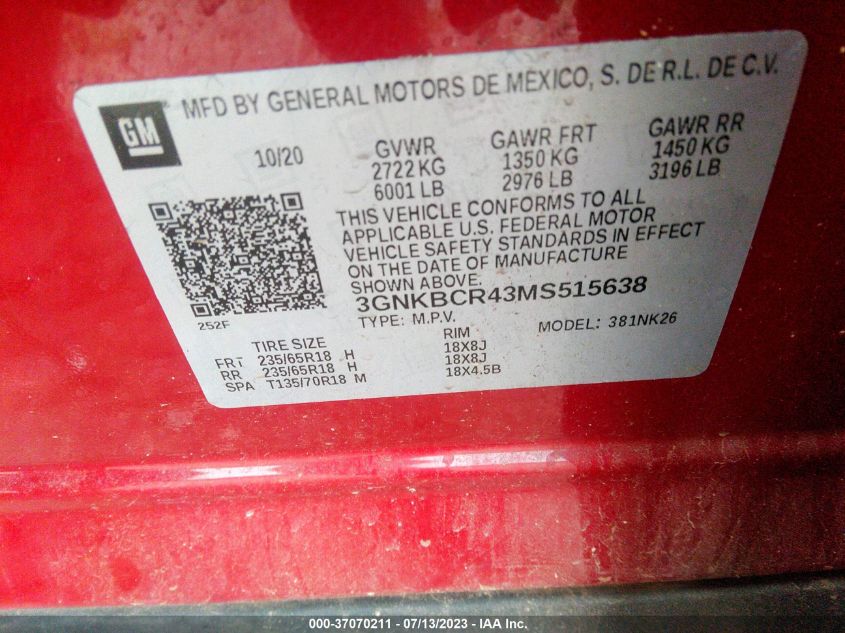 GM
MFD BY GENERAL MOTORS DE MEXICO, S. DE R.L. DE C.V.
10/20 GVWR GAWR FRT GAWR RR
2722 KG 1350 KG 1450 KG
6001 LB 2976 LB 3196 LB
THIS VEHICLE CONFORMS TO ALL
APPLICABLE U.S. FEDERAL MOTOR
VEHICLE SAFETY STANDARDS IN EFFECT
ON THE DATE OF MANUFACTURE
SHOWN ABOVE.
3GNKBCR43MS515638
252F TYPE: M.P.V. MODEL: 381NK26
TIRE SIZE RIM
FRT 235/65R18 H 18X8J
RR 235/65R18 H 18X8J
SPA T135/70R18 M 18X4.5B
000-37070211 - 07/13/2023 - IAA Inc.